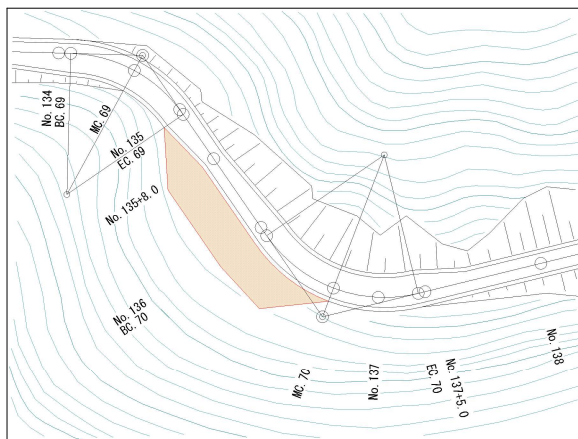 No. 134
BC. 69
MC. 69
No. 135
EC. 69
No. 135+8. 0
No. 136
BC. 70
MC. 7C
No. 137
No. 137+5. 0
EC. 70
No. 138